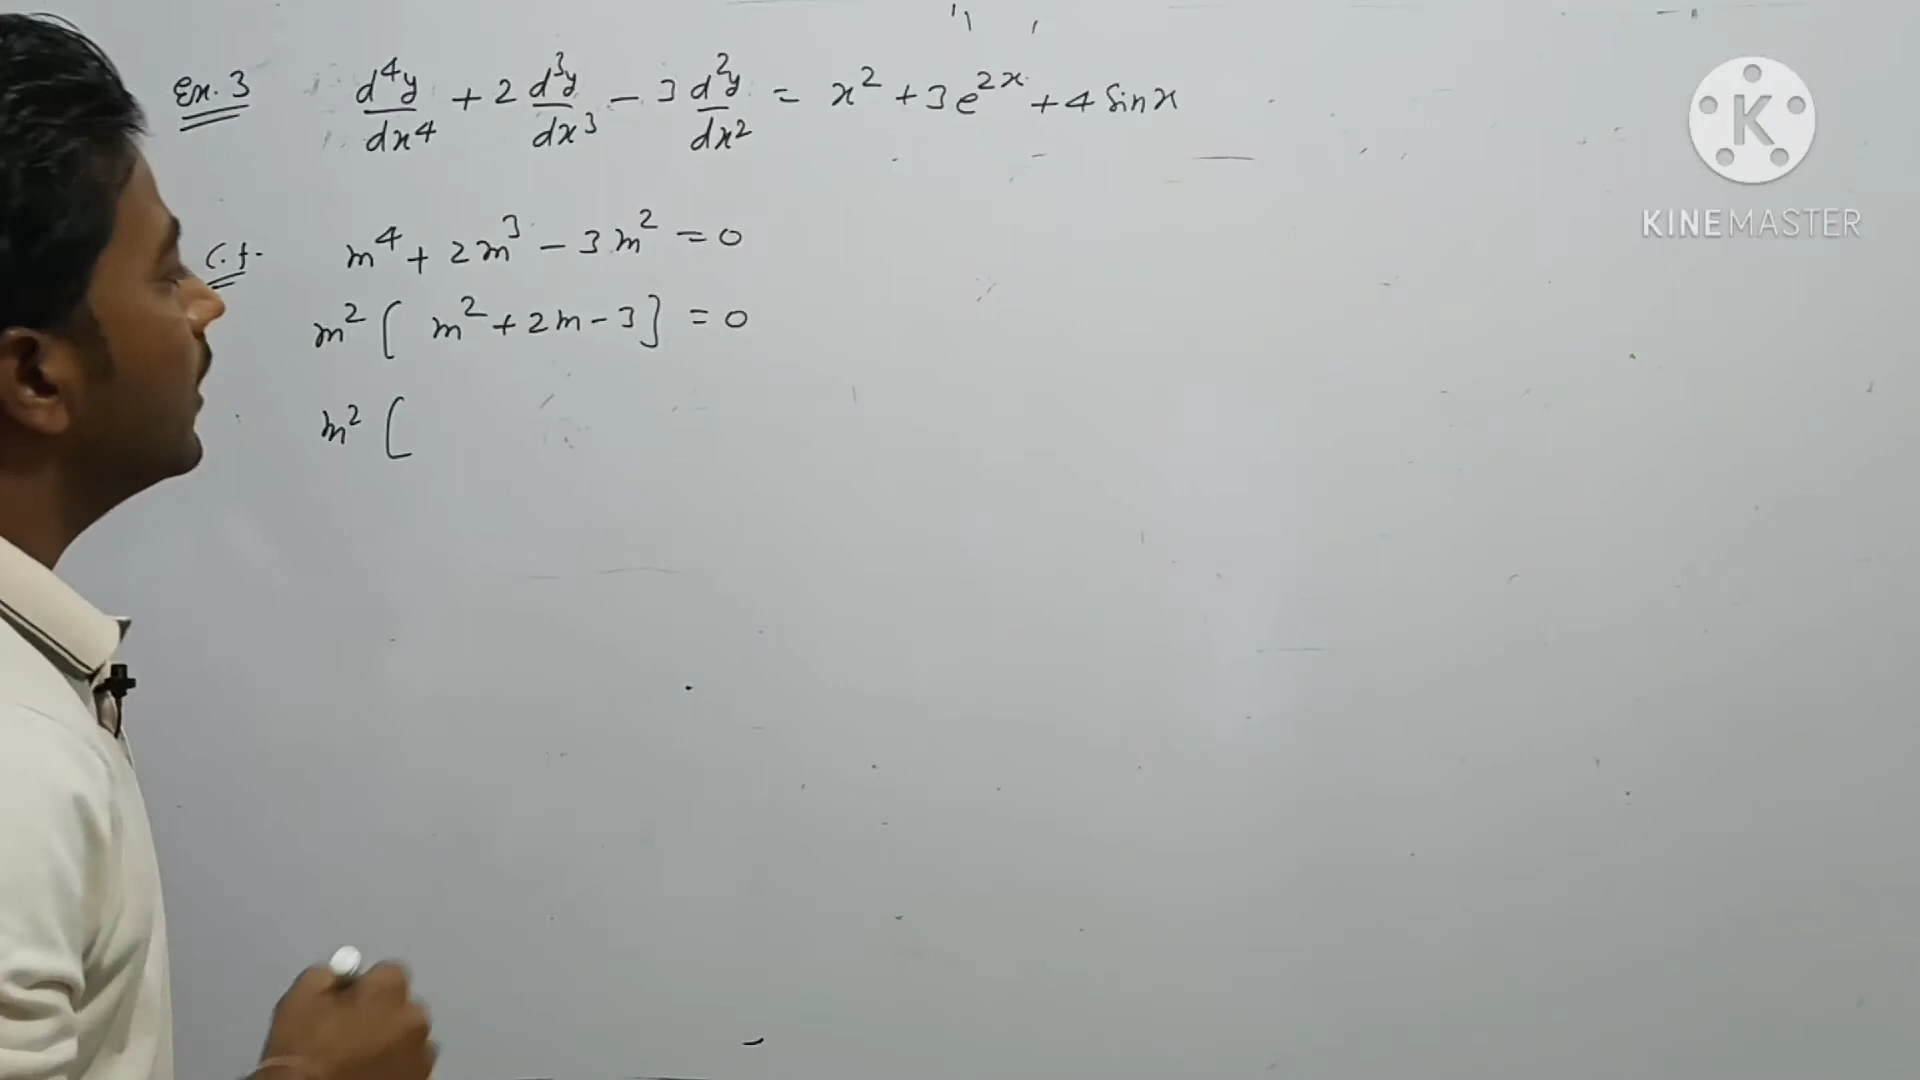 Ex. 3 d⁴y/dx⁴ + 2 d³y/dx³ − 3 d²y/dx² = x² + 3e²ˣ + 4 Sin x
C.f. m⁴ + 2m³ − 3m² = 0
m² [ m² + 2m − 3 ] = 0
m² [
K
KINEMASTER